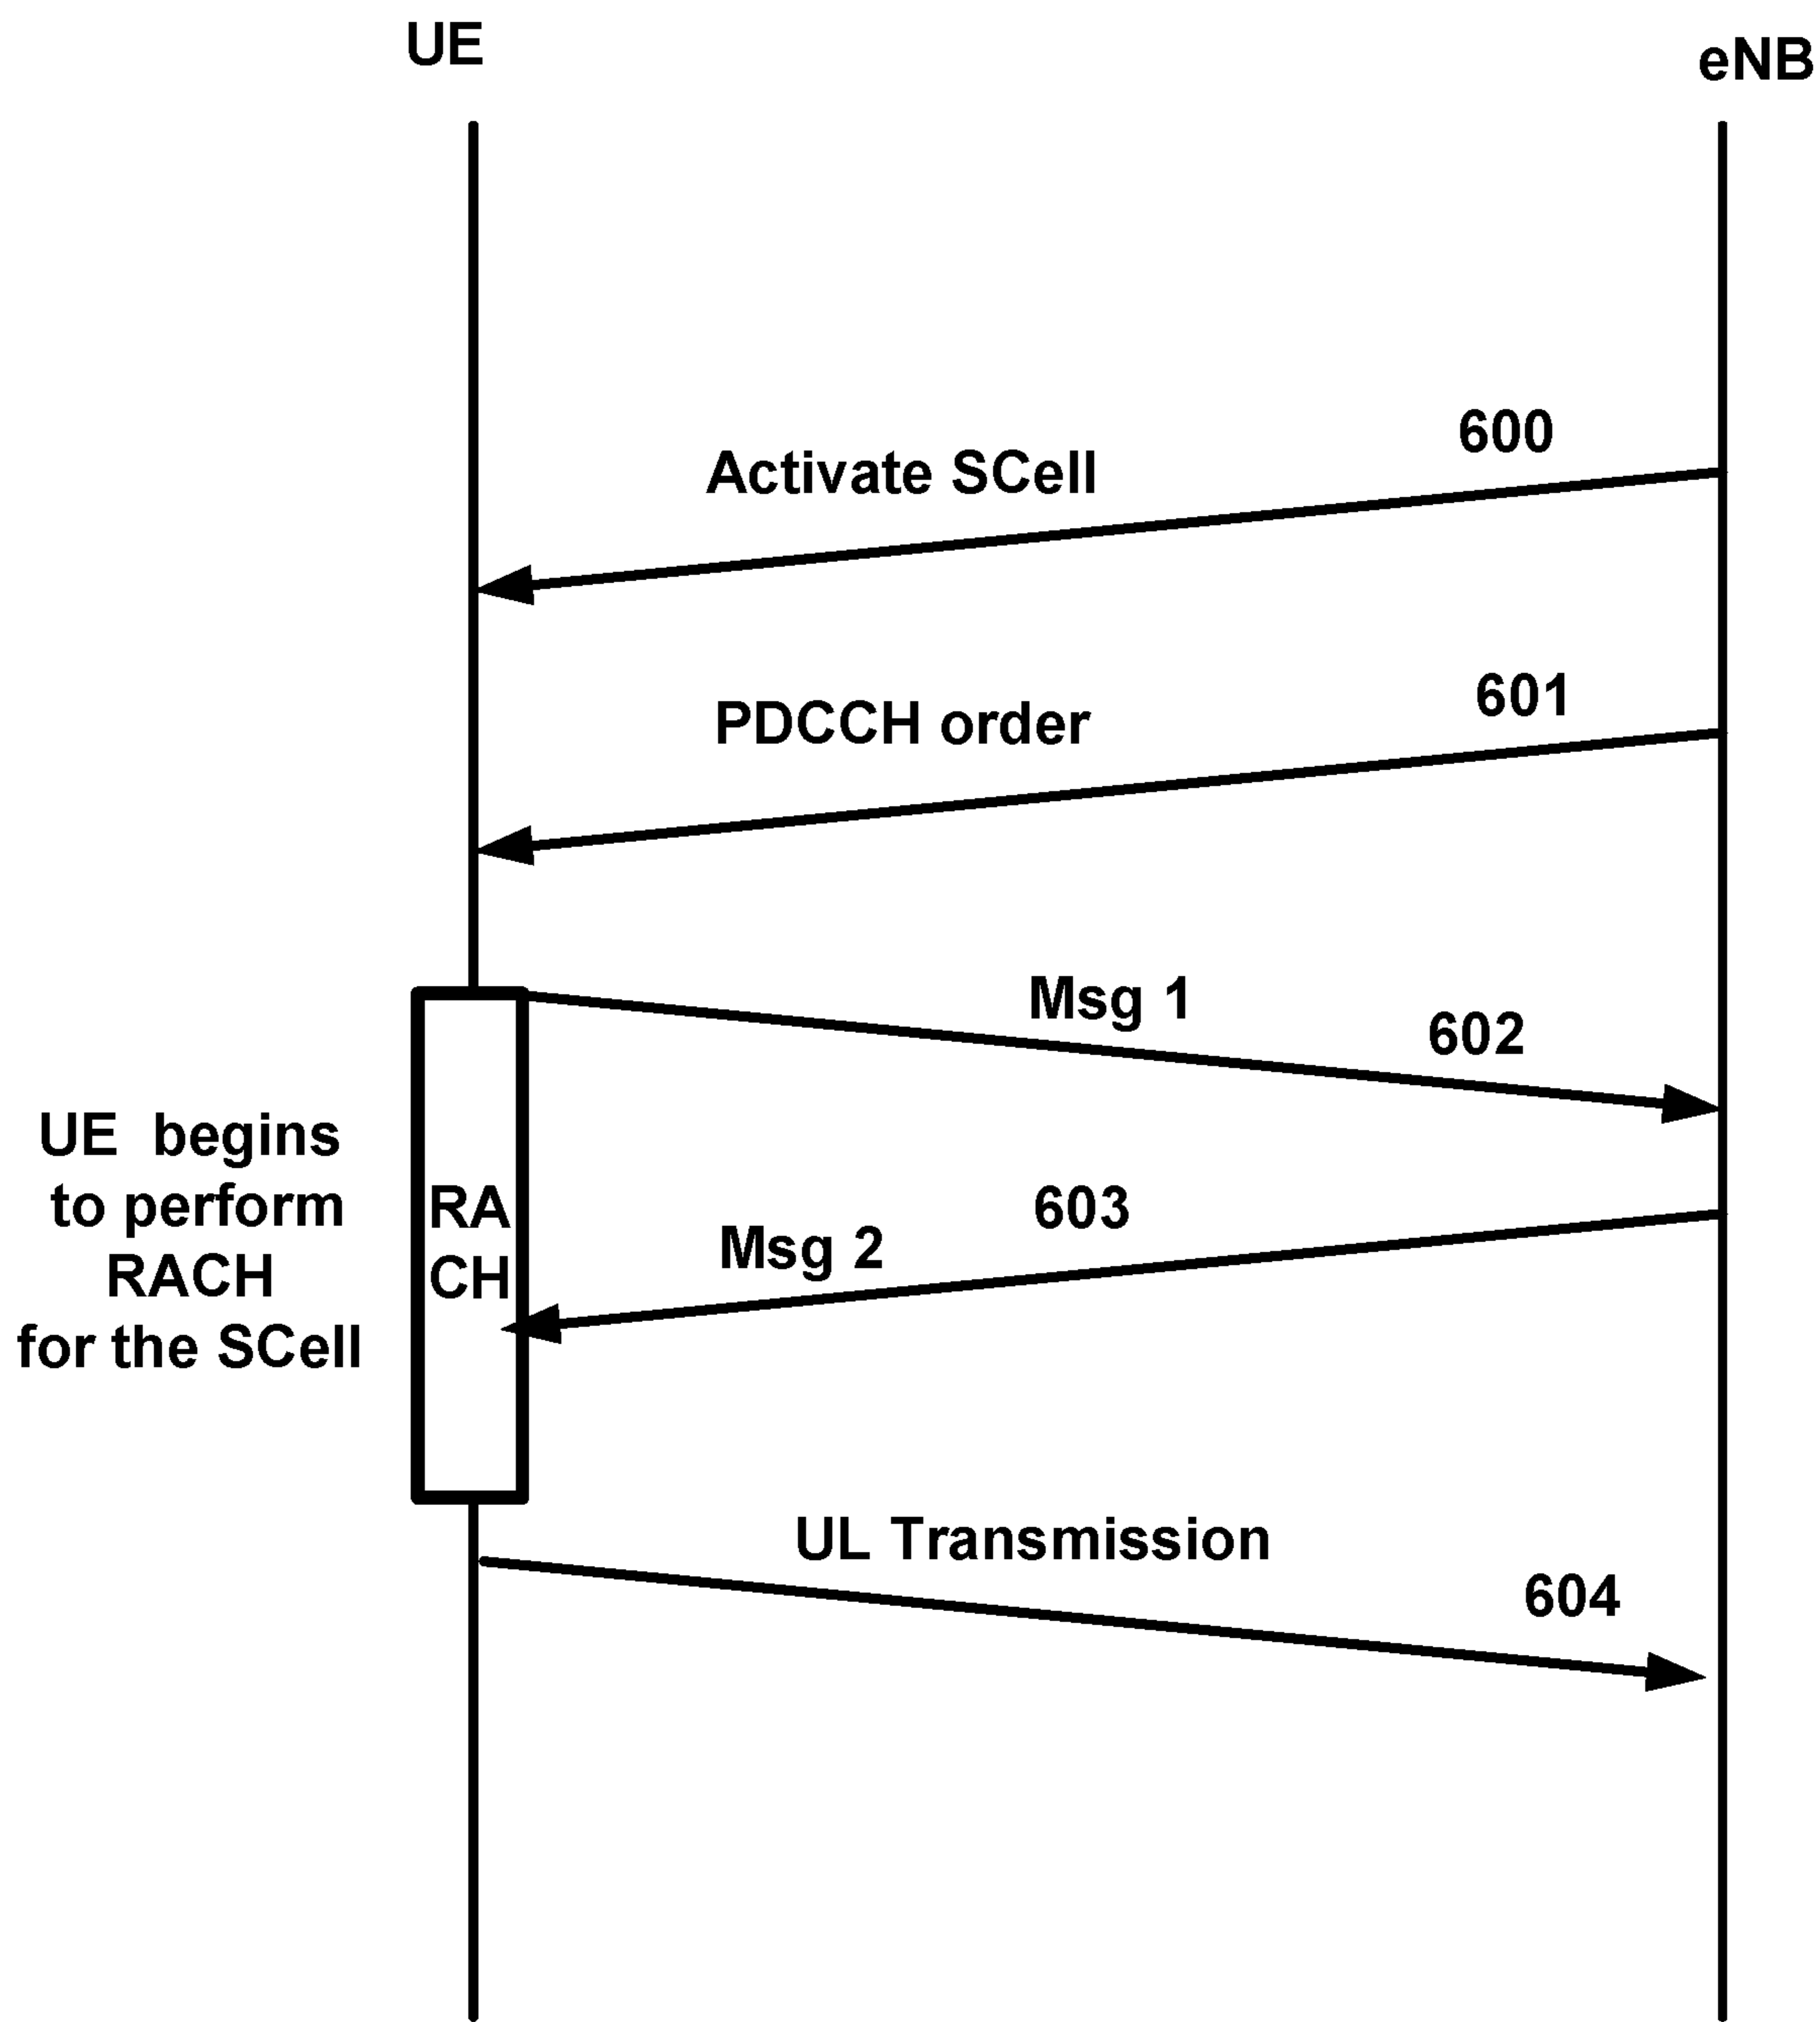 UE
eNB
600
Activate SCell
601
PDCCH order
Msg 1
602
UE begins
to perform
RACH
for the SCell
RA
CH
603
Msg 2
UL Transmission
604